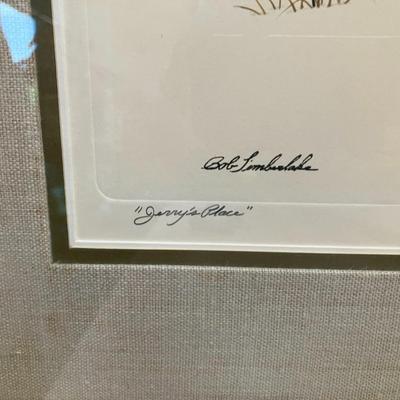 Bob Timberlake
"Jerry's Place"